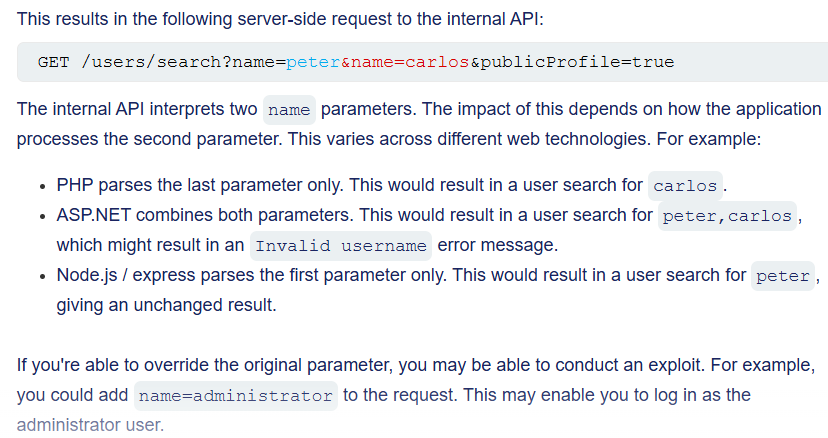 This results in the following server-side request to the internal API:
GET /users/search?name=peter&name=carlos&publicProfile=true
The internal API interprets two name parameters. The impact of this depends on how the application
processes the second parameter. This varies across different web technologies. For example:
• PHP parses the last parameter only. This would result in a user search for carlos.
• ASP.NET combines both parameters. This would result in a user search for peter,carlos,
which might result in an Invalid username error message.
• Node.js / express parses the first parameter only. This would result in a user search for peter,
giving an unchanged result.
If you're able to override the original parameter, you may be able to conduct an exploit. For example,
you could add name=administrator to the request. This may enable you to log in as the
administrator user.